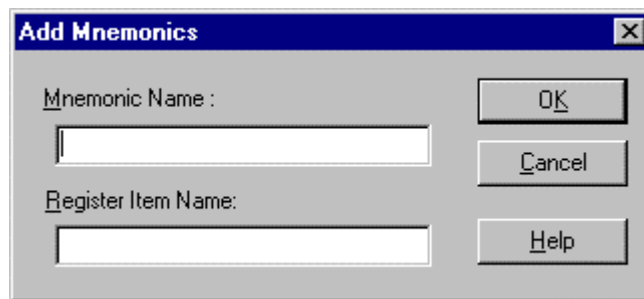 Add Mnemonics
Mnemonic Name :
OK
Cancel
Register Item Name:
Help